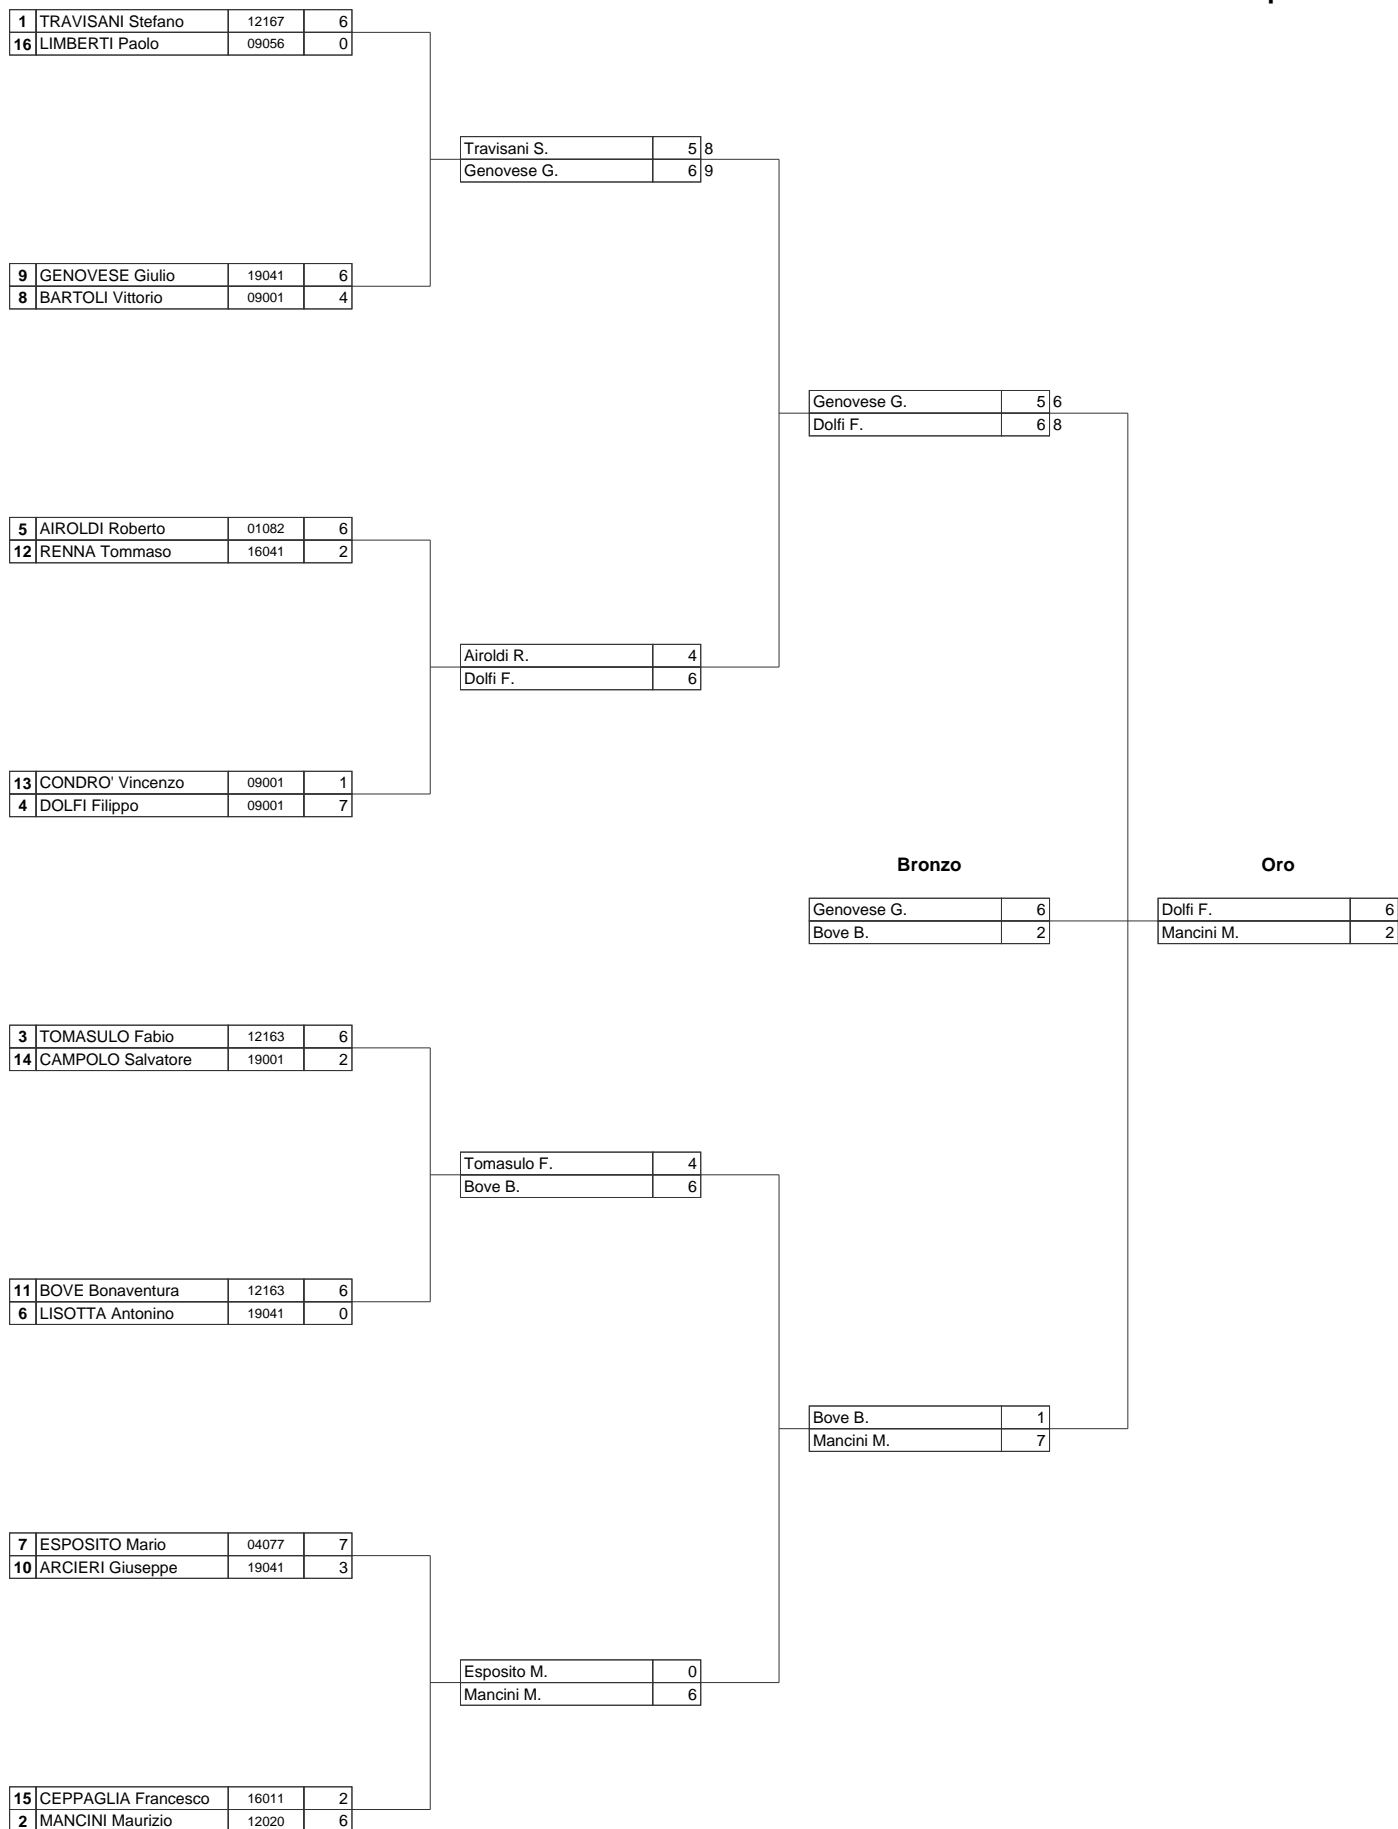 1 TRAVISANI Stefano 12167 6
16 LIMBERTI Paolo 09056 0
Travisani S. 5 8
Genovese G. 6 9
9 GENOVESE Giulio 19041 6
8 BARTOLI Vittorio 09001 4
Genovese G. 5 6
Dolfi F. 6 8
5 AIROLDI Roberto 01082 6
12 RENNA Tommaso 16041 2
Airoldi R. 4
Dolfi F. 6
13 CONDRO' Vincenzo 09001 1
4 DOLFI Filippo 09001 7
Bronzo Oro
Genovese G. 6 Dolfi F. 6
Bove B. 2 Mancini M. 2
3 TOMASULO Fabio 12163 6
14 CAMPOLO Salvatore 19001 2
Tomasulo F. 4
Bove B. 6
11 BOVE Bonaventura 12163 6
6 LISOTTA Antonino 19041 0
Bove B. 1
Mancini M. 7
7 ESPOSITO Mario 04077 7
10 ARCIERI Giuseppe 19041 3
Esposito M. 0
Mancini M. 6
15 CEPPAGLIA Francesco 16011 2
2 MANCINI Maurizio 12020 6